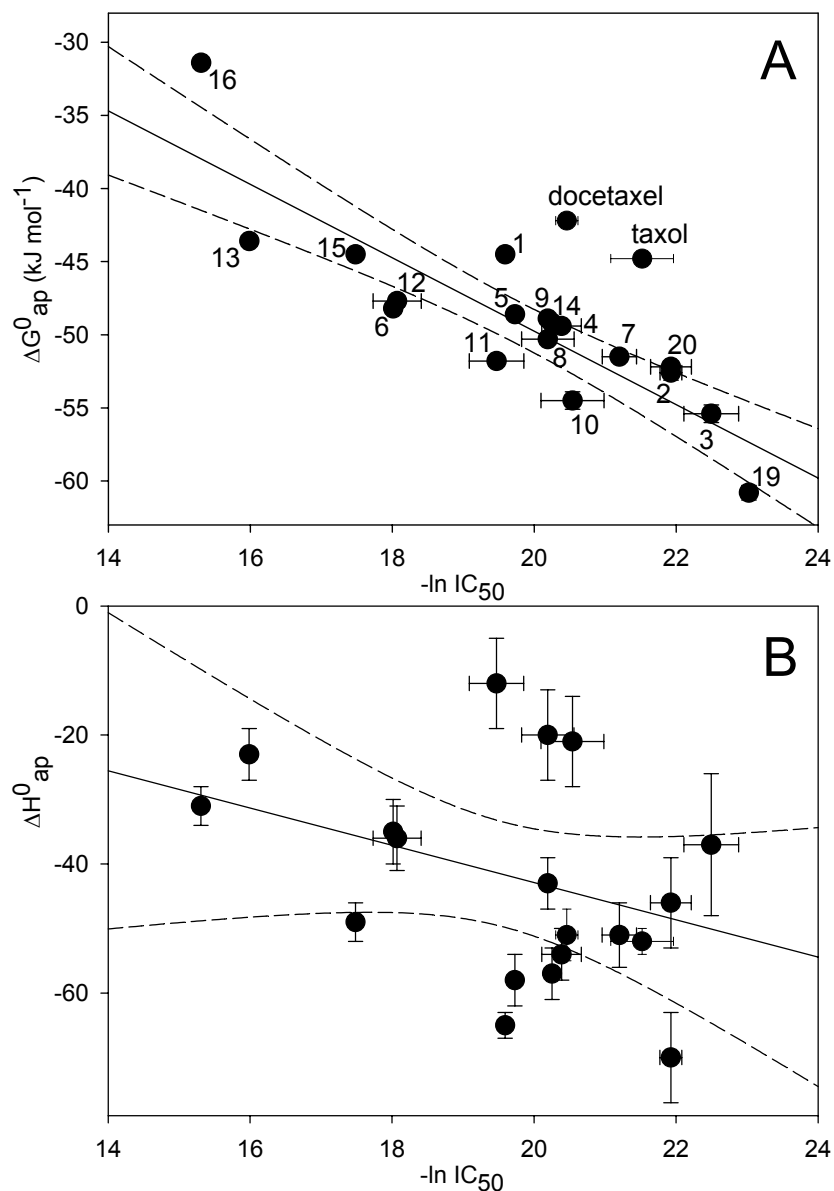 A
-30
-35
-40
-45
-50
-55
-60
ΔG⁰ap (kJ mol⁻¹)
16
docetaxel
taxol
1
13
15
12
6
5
9 14
4
8
7
20
2
11
10
3
19
14 16 18 20 22 24
-ln IC₅₀
B
0
-20
-40
-60
ΔH⁰ap
14 16 18 20 22 24
-ln IC₅₀